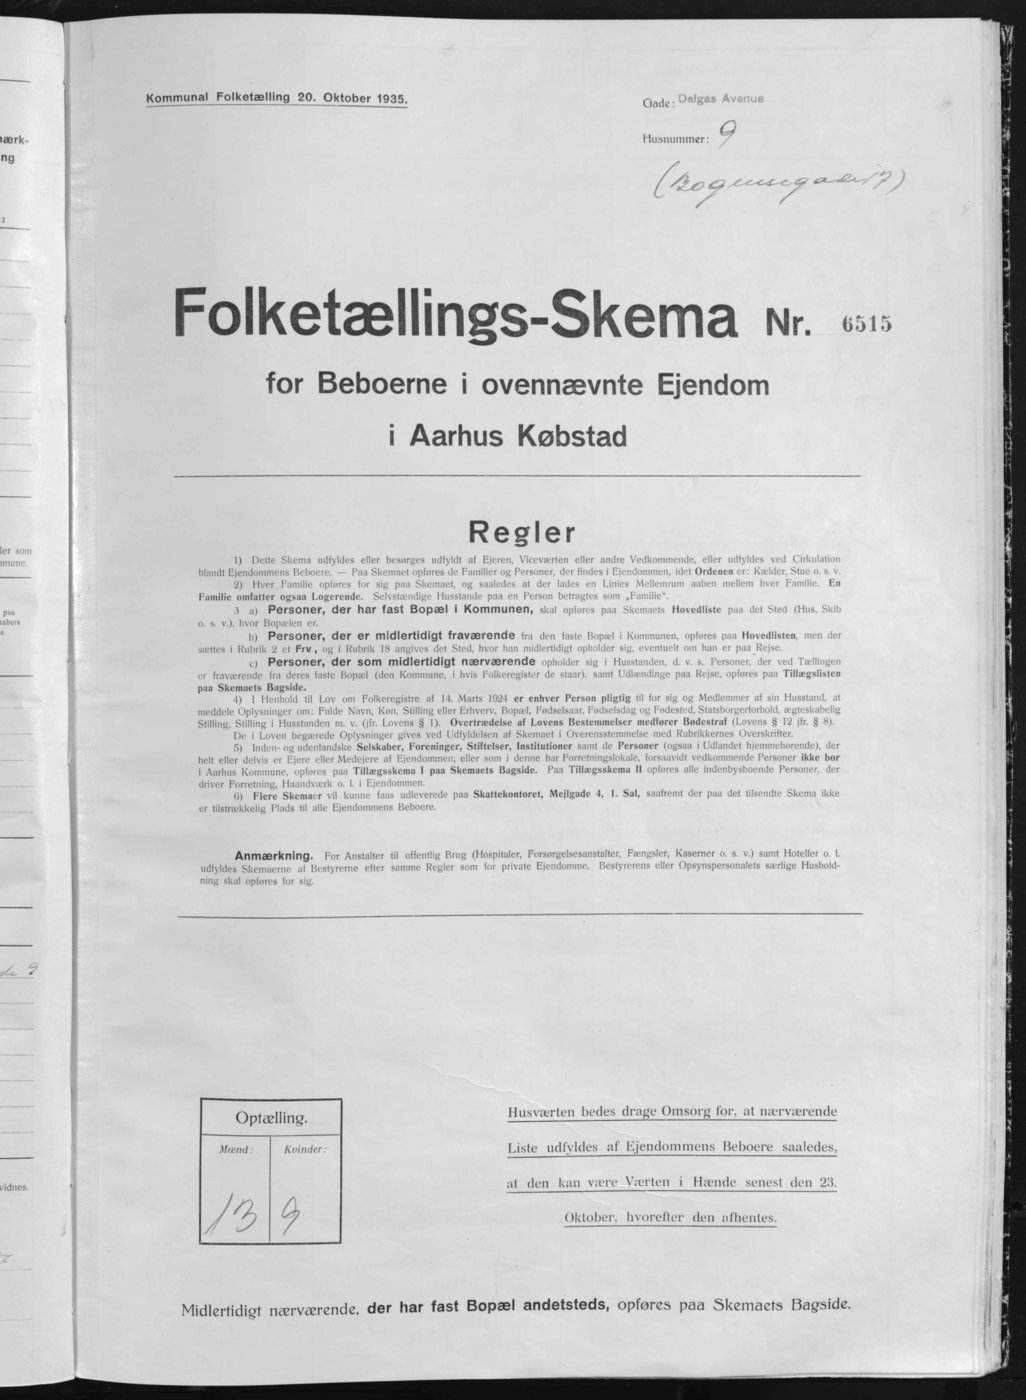 Kommunal Folketælling 20. Oktober 1935.
Gade: Dalgas Avenue
Husnummer: 9
(Bogensegade 17)
Folketællings-Skema Nr. 6515
for Beboerne i ovennævnte Ejendom
i Aarhus Købstad
Regler
1) Dette Skema udfyldes eller besørges udfyldt af Ejeren, Viceværten eller andre Vedkommende, eller udfyldes ved Cirkulation
blandt Ejendommens Beboere. — Paa Skemaet opføres de Familier og Personer, der findes i Ejendommen, idet Ordenen er: Kælder, Stue o. s. v.
2) Hver Familie opføres for sig paa Skemaet, og saaledes at der lades en Linies Mellemrum aaben mellem hver Familie. En
Familie omfatter ogsaa Logerende. Selvstændige Husstande paa en Person betragtes som „Familie“.
3 a) Personer, der har fast Bopæl i Kommunen, skal opføres paa Skemaets Hovedliste paa det Sted (Hus, Skib
o. s. v.), hvor Bopælen er.
b) Personer, der er midlertidigt fraværende fra den faste Bopæl i Kommunen, opføres paa Hovedlisten, men der
sættes i Rubrik 2 et Frv., og i Rubrik 18 angives det Sted, hvor han midlertidigt opholder sig, eventuelt om han er paa Rejse.
c) Personer, der som midlertidigt nærværende opholder sig i Husstanden, d. v. s. Personer, der ved Tællingen
er fraværende fra deres faste Bopæl (den Kommune, i hvis Folkeregister de staar), samt Udlændinge paa Rejse, opføres paa Tillægslisten
paa Skemaets Bagside.
4) I Henhold til Lov om Folkeregistre af 14. Marts 1924 er enhver Person pligtig til for sig og Medlemmer af sin Husstand, at
meddele Oplysninger om: Fulde Navn, Køn, Stilling eller Erhverv, Bopæl, Fødselsaar, Fødselsdag og Fødested, Statsborgerforhold, ægteskabelig
Stilling, Stilling i Husstanden m. v. (jfr. Lovens § 1). Overtrædelse af Lovens Bestemmelser medfører Bødestraf (Lovens § 12 jfr. § 8).
De i Loven begærede Oplysninger gives ved Udfyldelsen af Skemaet i Overensstemmelse med Rubrikkernes Overskrifter.
5) Inden- og udenlandske Selskaber, Foreninger, Stiftelser, Institutioner samt de Personer (ogsaa i Udlandet hjemmehørende), der
helt eller delvis er Ejere eller Medejere af Ejendommen, eller som i denne har Forretningslokale, forsaavidt vedkommende Personer ikke bor
i Aarhus Kommune, opføres paa Tillægsskema I paa Skemaets Bagside. Paa Tillægsskema II opføres alle indenbysboende Personer, der
driver Forretning, Haandværk o. l. i Ejendommen.
6) Flere Skemaer vil kunne faas udleverede paa Skattekontoret, Mejlgade 4, 1. Sal, saafremt der paa det tilsendte Skema ikke
er tilstrækkelig Plads til alle Ejendommens Beboere.
Anmærkning. For Anstalter til offentlig Brug (Hospitaler, Forsørgelsesanstalter, Fængsler, Kaserner o. s. v.) samt Hoteller o. l.
udfyldes Skemaerne af Bestyrerne efter samme Regler som for private Ejendomme. Bestyrerens eller Opsynspersonalets særlige Hushold-
ning skal opføres for sig.
Optælling.
Mænd: Kvinder:
13 9
Husværten bedes drage Omsorg for, at nærværende
Liste udfyldes af Ejendommens Beboere saaledes,
at den kan være Værten i Hænde senest den 23.
Oktober, hvorefter den afhentes.
Midlertidigt nærværende, der har fast Bopæl andetsteds, opføres paa Skemaets Bagside.